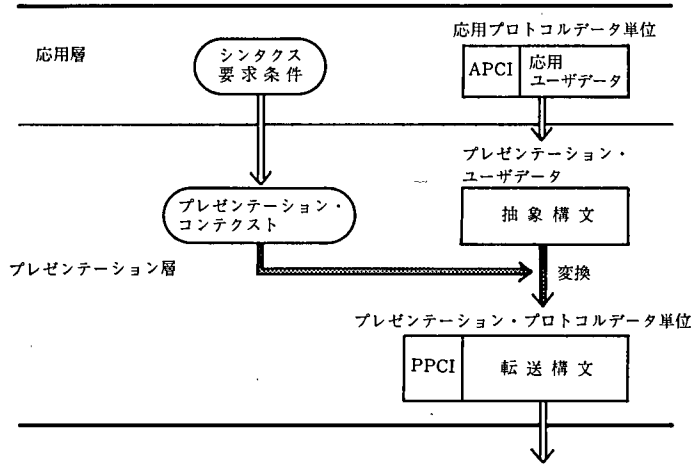 応用プロトコルデータ単位
応用層
シンタクス
要求条件
APCI
応用
ユーザデータ
プレゼンテーション・
ユーザデータ
プレゼンテーション・
コンテクスト
抽象構文
プレゼンテーション層
変換
プレゼンテーション・プロトコルデータ単位
PPCI
転送構文